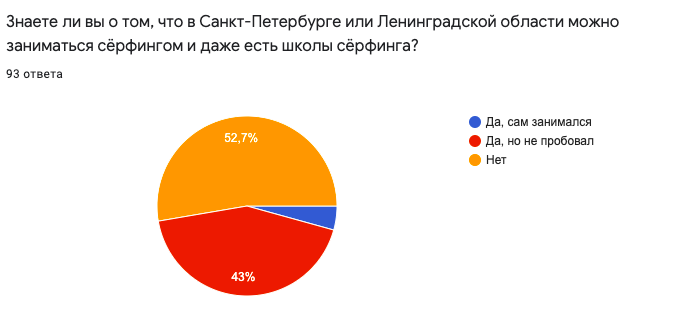 Знаете ли вы о том, что в Санкт-Петербурге или Ленинградской области можно
заниматься сёрфингом и даже есть школы сёрфинга?
93 ответа
52,7%
43%
Да, сам занимался
Да, но не пробовал
Нет